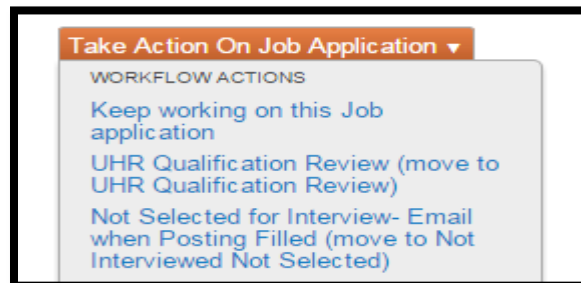 Take Action On Job Application ▼
WORKFLOW ACTIONS
Keep working on this Job
application
UHR Qualification Review (move to
UHR Qualification Review)
Not Selected for Interview- Email
when Posting Filled (move to Not
Interviewed Not Selected)